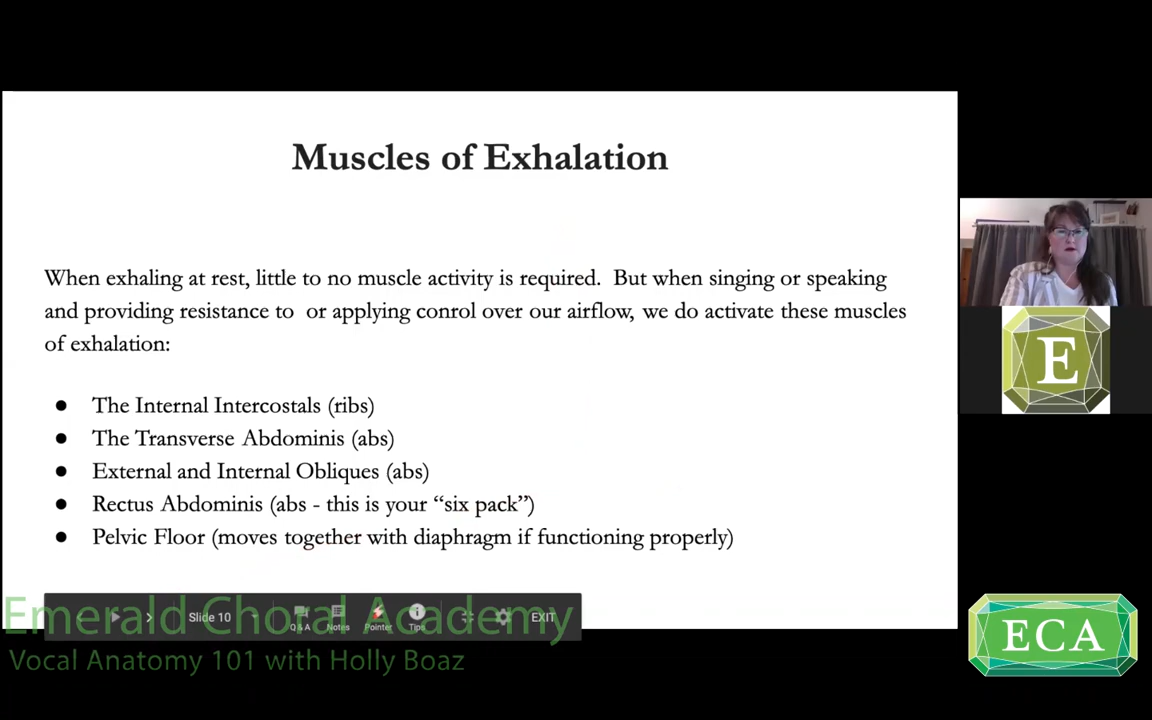 Muscles of Exhalation
When exhaling at rest, little to no muscle activity is required.  But when singing or speaking
and providing resistance to  or applying conrol over our airflow, we do activate these muscles
of exhalation:
● The Internal Intercostals (ribs)
● The Transverse Abdominis (abs)
● External and Internal Obliques (abs)
● Rectus Abdominis (abs - this is your “six pack”)
● Pelvic Floor (moves together with diaphragm if functioning properly)
E
Slide 10
Q & A
Notes
Pointer
Tips
EXIT
Emerald Choral Academy
Vocal Anatomy 101 with Holly Boaz
ECA